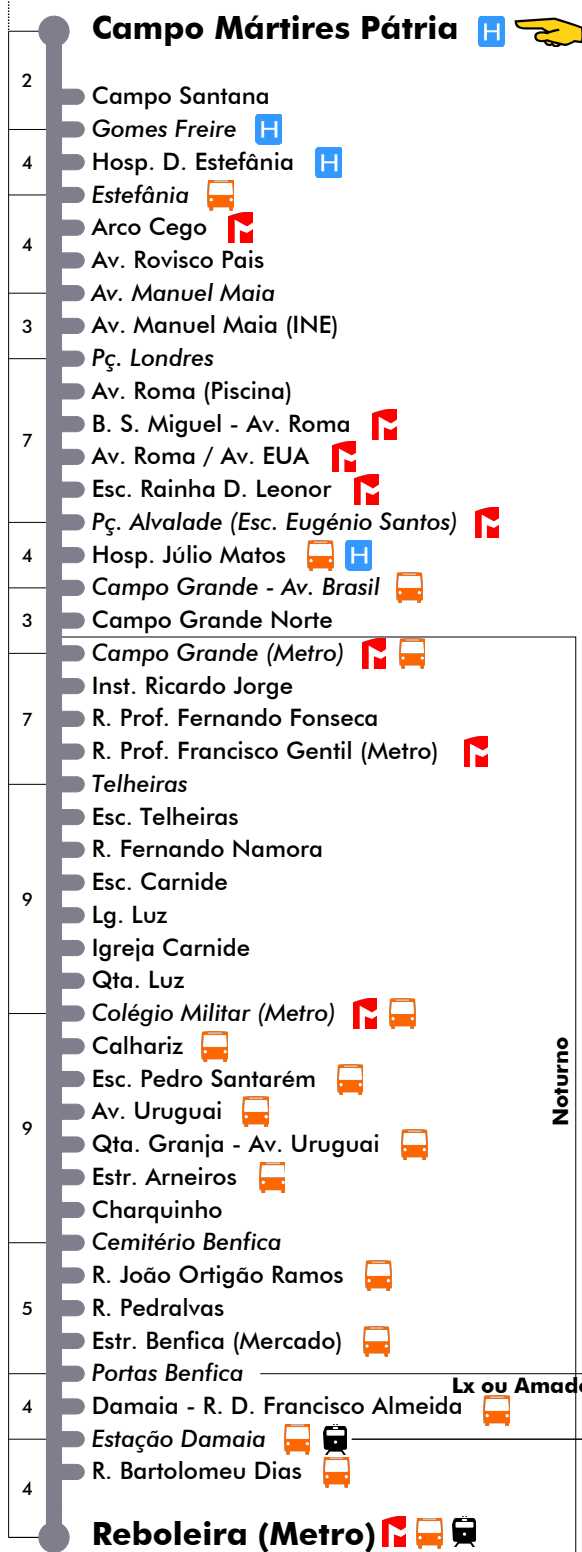 Campo Mártires Pátria H
2
Campo Santana
Gomes Freire H
4
Hosp. D. Estefânia H
Estefânia
4
Arco Cego
Av. Rovisco Pais
Av. Manuel Maia
3
Av. Manuel Maia (INE)
Pç. Londres
7
Av. Roma (Piscina)
B. S. Miguel - Av. Roma
Av. Roma / Av. EUA
Esc. Rainha D. Leonor
Pç. Alvalade (Esc. Eugénio Santos)
4
Hosp. Júlio Matos H
Campo Grande - Av. Brasil
3
Campo Grande Norte
Campo Grande (Metro)
7
Inst. Ricardo Jorge
R. Prof. Fernando Fonseca
R. Prof. Francisco Gentil (Metro)
Telheiras
9
Esc. Telheiras
R. Fernando Namora
Esc. Carnide
Lg. Luz
Igreja Carnide
Qta. Luz
Colégio Militar (Metro)
9
Calhariz
Esc. Pedro Santarém
Av. Uruguai
Qta. Granja - Av. Uruguai
Estr. Arneiros
Charquinho
Cemitério Benfica
5
R. João Ortigão Ramos
R. Pedralvas
Estr. Benfica (Mercado)
Portas Benfica
Lx ou Amado
4
Damaia - R. D. Francisco Almeida
Estação Damaia
4
R. Bartolomeu Dias
Reboleira (Metro)
Noturno